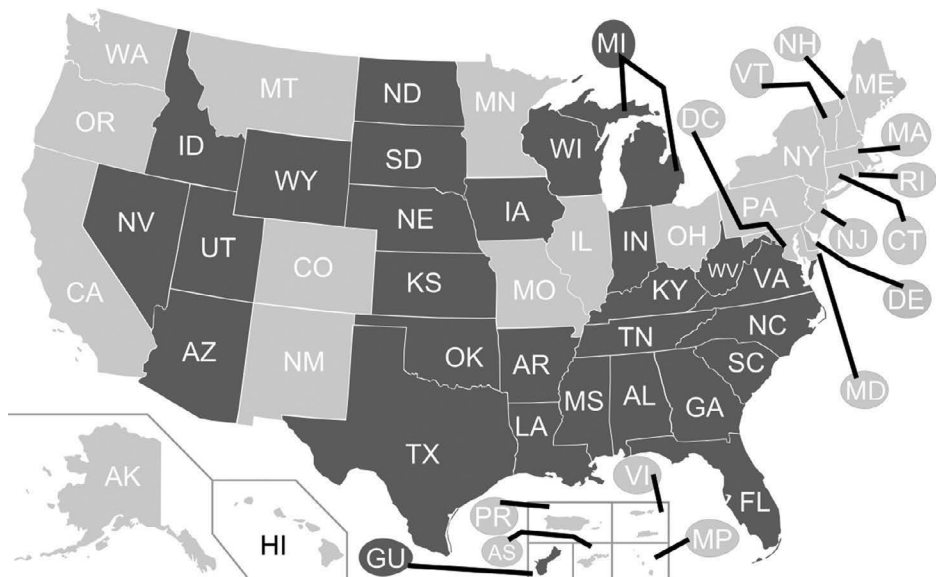 WA
MT
ND
MN
MI
NH
VT
ME
OR
ID
SD
WI
DC
NY
MA
RI
WY
IA
PA
NV
NE
IL
IN
OH
NJ
CT
UT
CO
WV
VA
DE
CA
KS
MO
KY
AZ
NM
OK
AR
TN
NC
SC
MD
TX
LA
MS
AL
GA
AK
VI
FL
HI
PR
GU
AS
MP